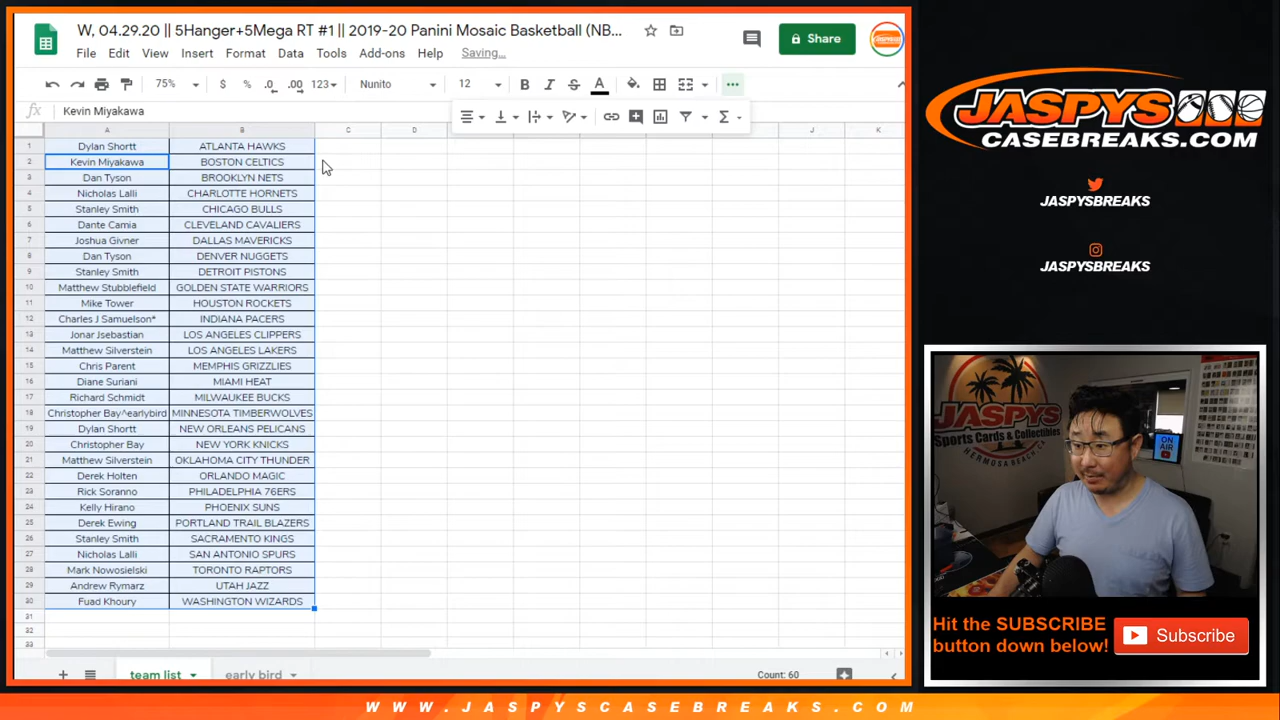 W, 04.29.20 || 5Hanger+5Mega RT #1 || 2019-20 Panini Mosaic Basketball (NB...
File Edit View Insert Format Data Tools Add-ons Help Saving...
Share
75% $ % .0 .00 123 Nunito 12 B I S A
fx Kevin Miyakawa
A B C D J K
1 Dylan Shortt ATLANTA HAWKS
2 Kevin Miyakawa BOSTON CELTICS
3 Dan Tyson BROOKLYN NETS
4 Nicholas Lalli CHARLOTTE HORNETS
5 Stanley Smith CHICAGO BULLS
6 Dante Camia CLEVELAND CAVALIERS
7 Joshua Givner DALLAS MAVERICKS
8 Dan Tyson DENVER NUGGETS
9 Stanley Smith DETROIT PISTONS
10 Matthew Stubblefield GOLDEN STATE WARRIORS
11 Mike Tower HOUSTON ROCKETS
12 Charles J Samuelson* INDIANA PACERS
13 Jonar Jsebastian LOS ANGELES CLIPPERS
14 Matthew Silverstein LOS ANGELES LAKERS
15 Chris Parent MEMPHIS GRIZZLIES
16 Diane Suriani MIAMI HEAT
17 Richard Schmidt MILWAUKEE BUCKS
18 Christopher Bay^earlybird MINNESOTA TIMBERWOLVES
19 Dylan Shortt NEW ORLEANS PELICANS
20 Christopher Bay NEW YORK KNICKS
21 Matthew Silverstein OKLAHOMA CITY THUNDER
22 Derek Holten ORLANDO MAGIC
23 Rick Soranno PHILADELPHIA 76ERS
24 Kelly Hirano PHOENIX SUNS
25 Derek Ewing PORTLAND TRAIL BLAZERS
26 Stanley Smith SACRAMENTO KINGS
27 Nicholas Lalli SAN ANTONIO SPURS
28 Mark Nowosielski TORONTO RAPTORS
29 Andrew Rymarz UTAH JAZZ
30 Fuad Khoury WASHINGTON WIZARDS
31
32
33
team list early bird Count: 60
JASPYS
CASEBREAKS.COM
JASPYSBREAKS
JASPYSBREAKS
JASPYS
Sports Cards & Collectibles
HERMOSA BEACH, CA
ON AIR
Hit the SUBSCRIBE
button down below!
Subscribe
WWW.JASPYSCASEBREAKS.COM